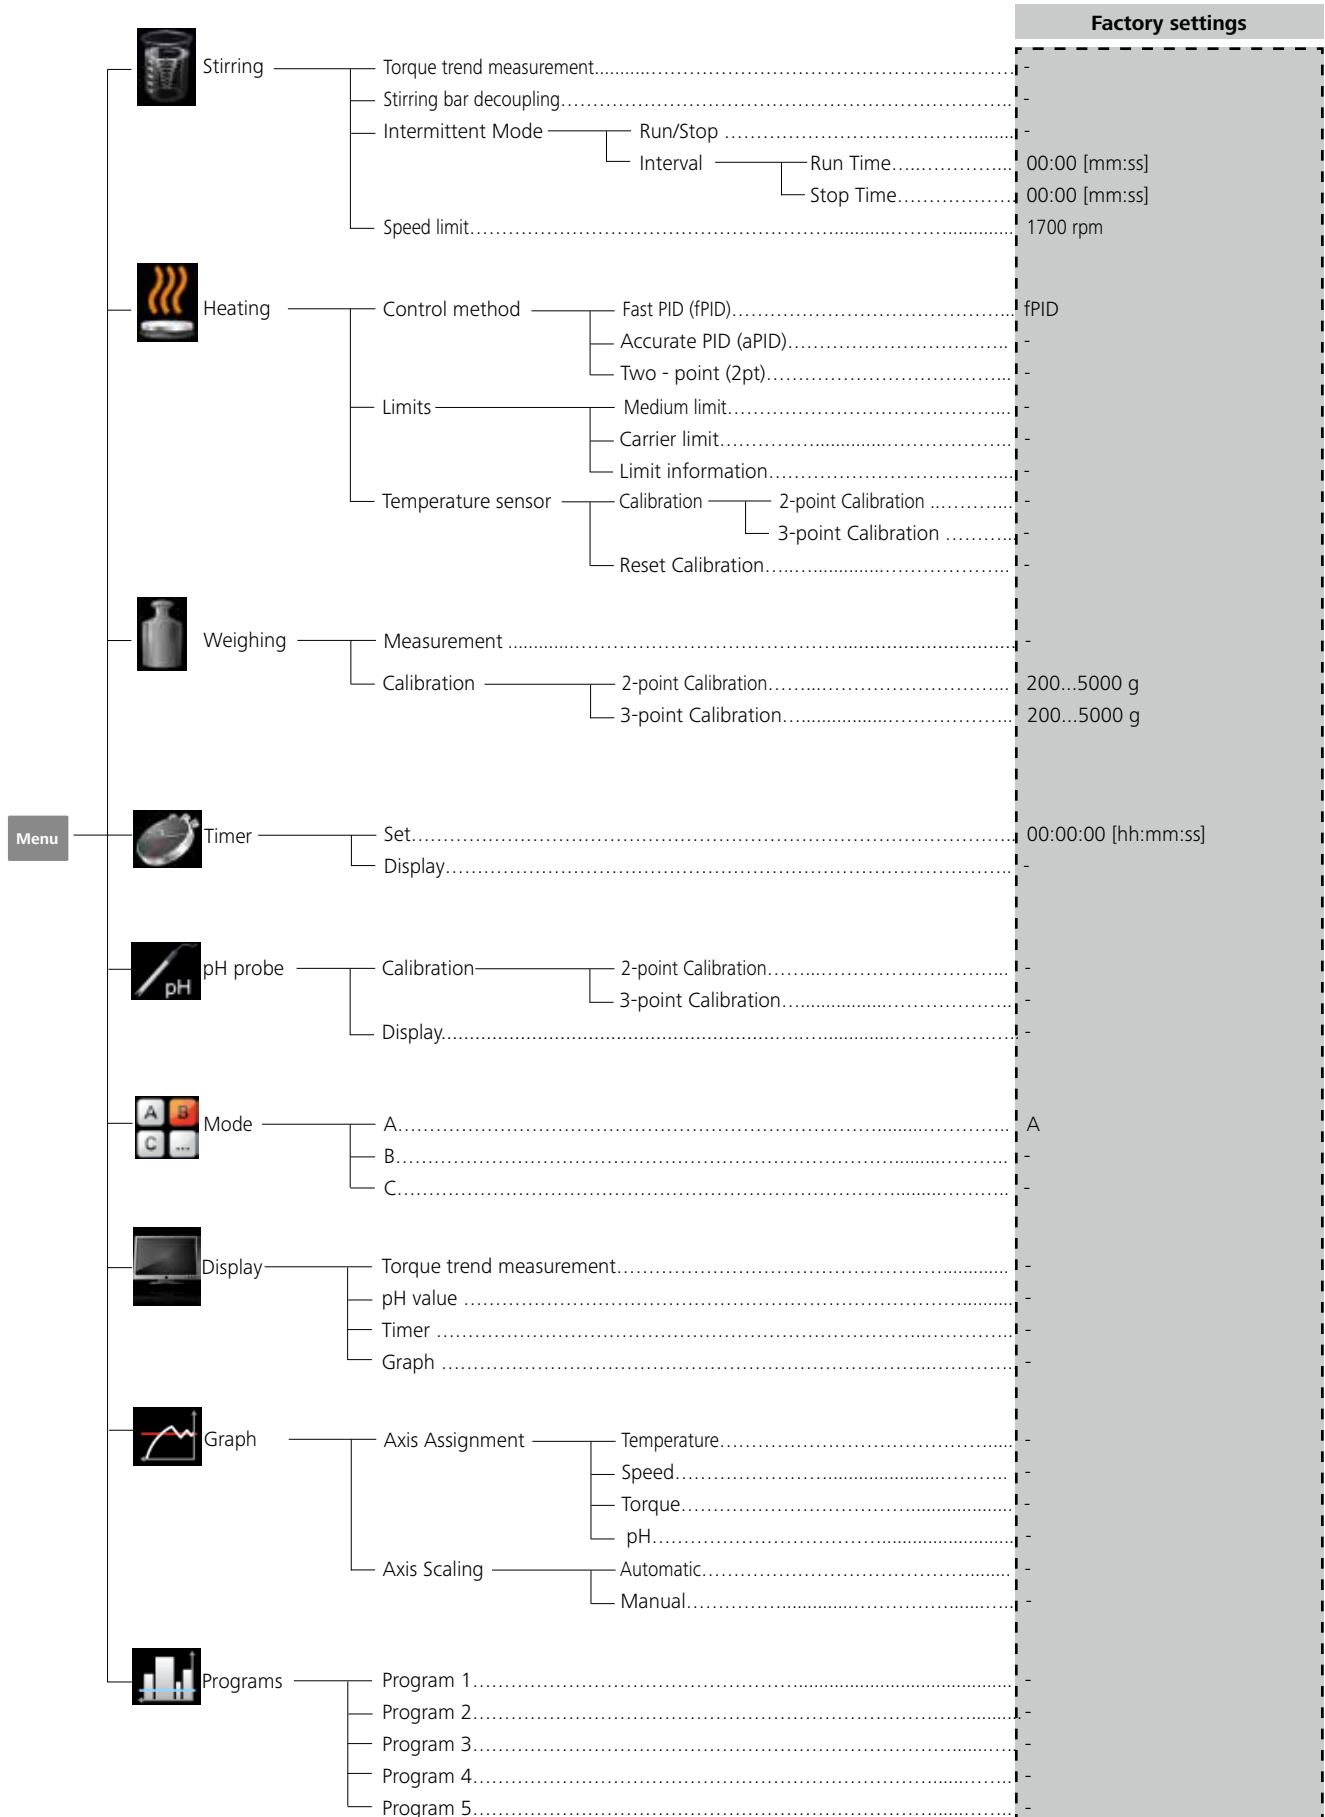 Factory settings
Stirring Torque trend measurement -
Stirring bar decoupling -
Intermittent Mode Run/Stop -
Interval Run Time 00:00 [mm:ss]
Stop Time 00:00 [mm:ss]
Speed limit 1700 rpm
Heating Control method Fast PID (fPID) fPID
Accurate PID (aPID) -
Two - point (2pt) -
Limits Medium limit -
Carrier limit -
Limit information -
Temperature sensor Calibration 2-point Calibration -
3-point Calibration -
Reset Calibration -
Weighing Measurement -
Calibration 2-point Calibration 200...5000 g
3-point Calibration 200...5000 g
Menu Timer Set 00:00:00 [hh:mm:ss]
Display -
pH pH probe Calibration 2-point Calibration -
3-point Calibration -
Display -
A B
C ... Mode A A
B -
C -
Display Torque trend measurement -
pH value -
Timer -
Graph -
Graph Axis Assignment Temperature -
Speed -
Torque -
pH -
Axis Scaling Automatic -
Manual -
Programs Program 1 -
Program 2 -
Program 3 -
Program 4 -
Program 5 -